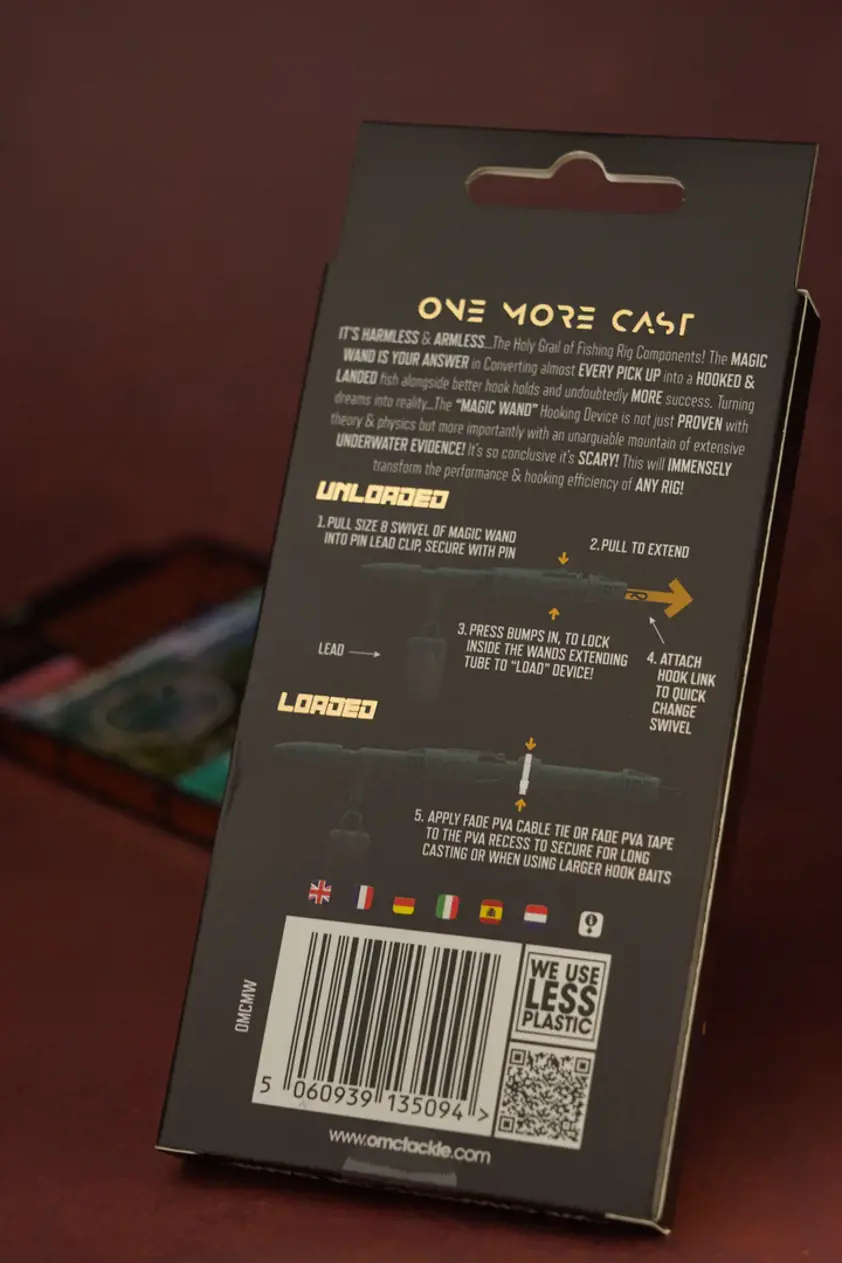 ONE MORE CAST
IT'S HARMLESS & ARMLESS...The Holy Grail of Fishing Rig Components! The MAGIC
WAND IS YOUR ANSWER in Converting almost EVERY PICK UP into a HOOKED &
LANDED fish alongside better hook holds and undoubtedly MORE success. Turning
dreams into reality...The "MAGIC WAND" Hooking Device is not just PROVEN with
theory & physics but more importantly with an unarguable mountain of extensive
UNDERWATER EVIDENCE! It's so conclusive it's SCARY! This will IMMENSELY
transform the performance & hooking efficiency of ANY RIG!
UNLOADED
1. PULL SIZE 8 SWIVEL OF MAGIC WAND
INTO PIN LEAD CLIP, SECURE WITH PIN
2. PULL TO EXTEND
3. PRESS BUMPS IN, TO LOCK
INSIDE THE WANDS EXTENDING
TUBE TO "LOAD" DEVICE!
LEAD
4. ATTACH
HOOK LINK
TO QUICK
CHANGE
SWIVEL
LOADED
5. APPLY FADE PVA CABLE TIE OR FADE PVA TAPE
TO THE PVA RECESS TO SECURE FOR LONG
CASTING OR WHEN USING LARGER HOOK BAITS
OMCMW
WE USE
LESS
PLASTIC
5 060939 135094 >
www.omctackle.com